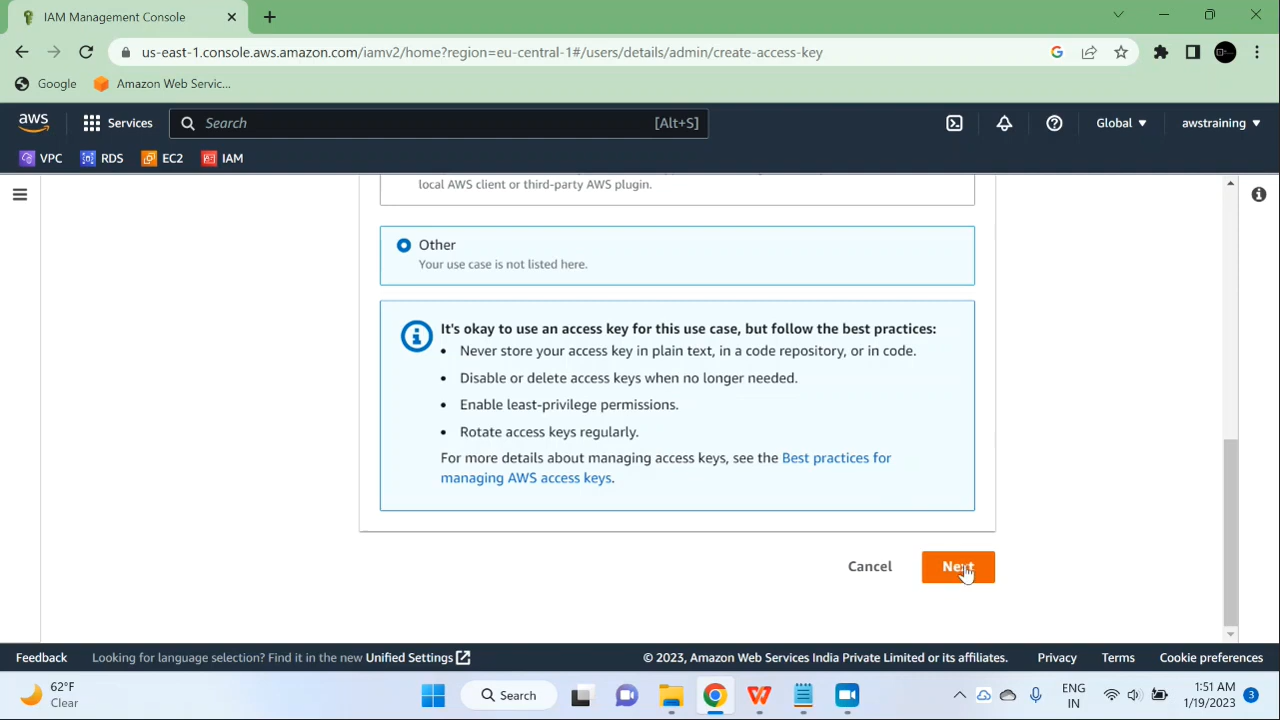 IAM Management Console
us-east-1.console.aws.amazon.com/iamv2/home?region=eu-central-1#/users/details/admin/create-access-key
Google
Amazon Web Servic...
aws
Services
Search
[Alt+S]
Global
awstraining
VPC
RDS
EC2
IAM
local AWS client or third-party AWS plugin.
Other
Your use case is not listed here.
It's okay to use an access key for this use case, but follow the best practices:
• Never store your access key in plain text, in a code repository, or in code.
• Disable or delete access keys when no longer needed.
• Enable least-privilege permissions.
• Rotate access keys regularly.
For more details about managing access keys, see the Best practices for
managing AWS access keys.
Cancel
Next
Feedback
Looking for language selection? Find it in the new Unified Settings
© 2023, Amazon Web Services India Private Limited or its affiliates.
Privacy
Terms
Cookie preferences
62°F
Clear
Search
ENG
IN
1:51 AM
1/19/2023
3